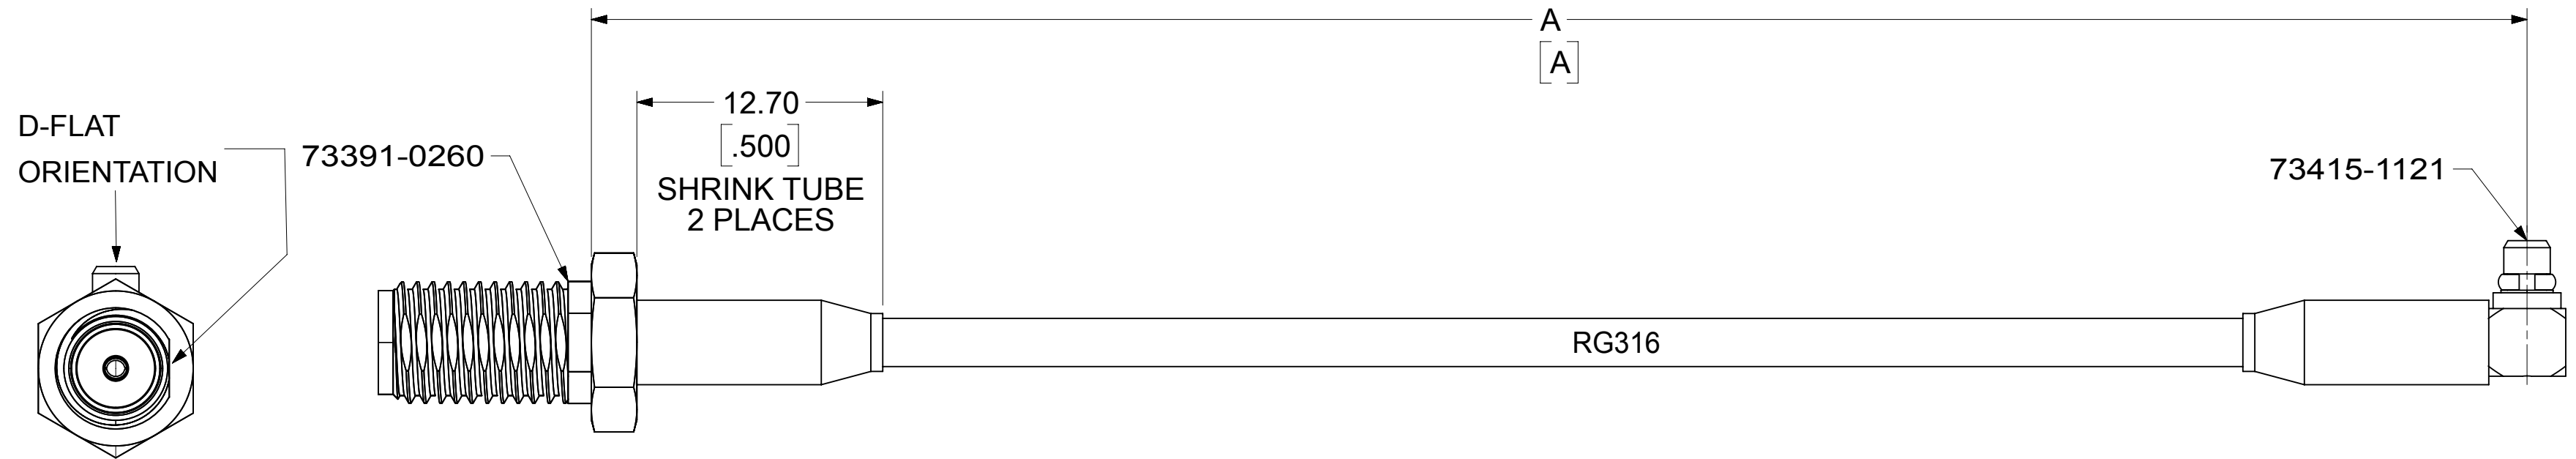 A
[A]
12.70
[.500]
SHRINK TUBE
2 PLACES
D-FLAT
ORIENTATION
73391-0260
73415-1121
RG316